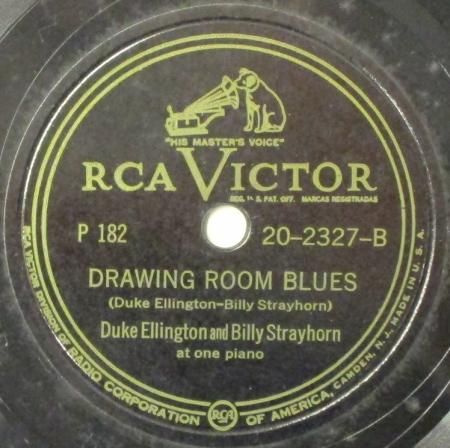 "HIS MASTER'S VOICE"
RCA VICTOR
REG. U. S. PAT. OFF. MARCAS REGISTRADAS
P 182
20-2327-B
DRAWING ROOM BLUES
(Duke Ellington-Billy Strayhorn)
Duke Ellington and Billy Strayhorn
at one piano
RCA VICTOR DIVISION OF RADIO CORPORATION OF AMERICA, CAMDEN, N. J. MADE IN U. S. A.
RCA